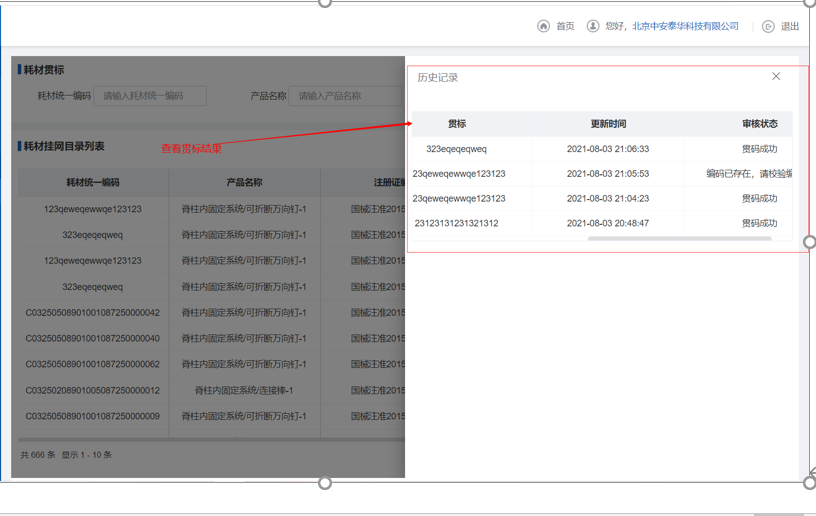 首页 您好, 北京中安泰华科技有限公司 退出
耗材贯标
耗材统一编码 请输入耗材统一编码 产品名称 请输入产品名称
耗材挂网目录列表
查看贯标结果
耗材统一编码 产品名称 注册证编
123qeweqewwqe123123 脊柱内固定系统/可折断万向钉-1 国械注准2015
323eqeqeqweq 脊柱内固定系统/可折断万向钉-1 国械注准2015
123qeweqewwqe123123 脊柱内固定系统/可折断万向钉-1 国械注准2015
323eqeqeqweq 脊柱内固定系统/可折断万向钉-1 国械注准2015
C03250508901001087250000042 脊柱内固定系统/可折断万向钉-1 国械注准2015
C03250508901001087250000040 脊柱内固定系统/可折断万向钉-1 国械注准2015
C03250508901001087250000062 脊柱内固定系统/可折断万向钉-1 国械注准2015
C03250208901005087250000012 脊柱内固定系统/连接棒-1 国械注准2015
C03250508901001087250000009 脊柱内固定系统/可折断万向钉-1 国械注准2015
共 666 条 显示 1 - 10 条
历史记录
贯标 更新时间 审核状态
323eqeqeqweq 2021-08-03 21:06:33 贯码成功
23qeweqewwqe123123 2021-08-03 21:05:53 编码已存在，请校验编
23qeweqewwqe123123 2021-08-03 21:04:23 贯码成功
23123131231321312 2021-08-03 20:48:47 贯码成功